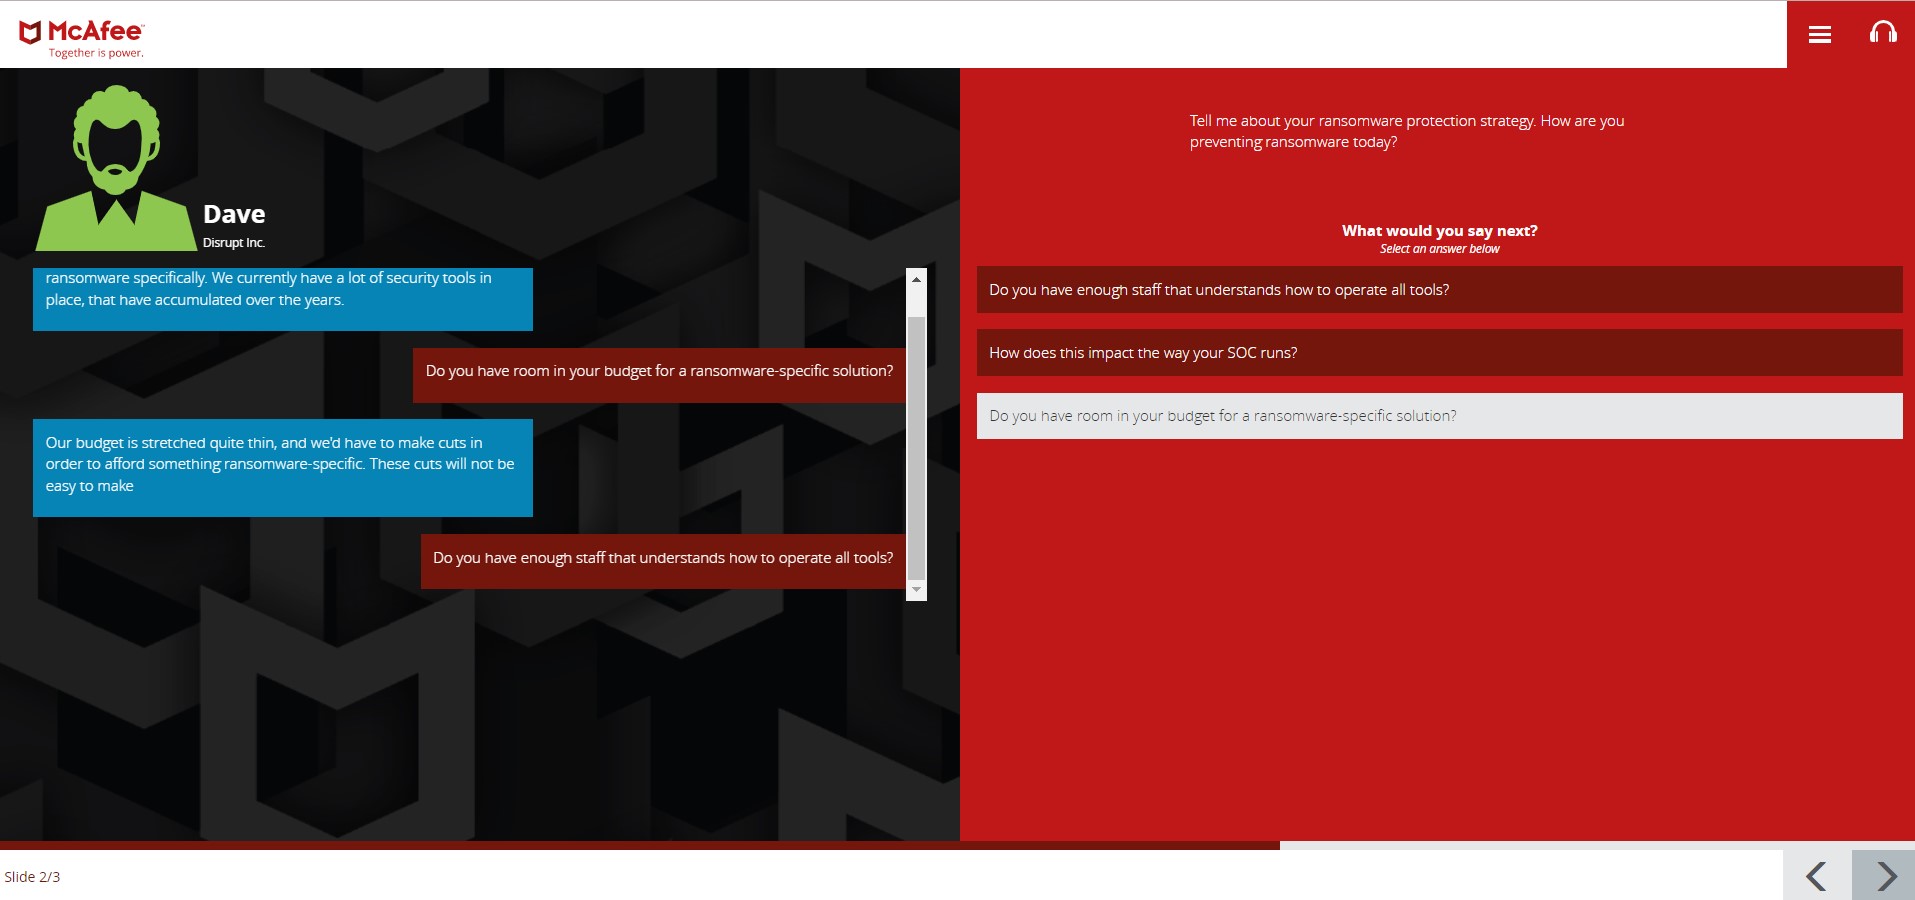 McAfee™
Together is power.
Dave
Disrupt Inc.
ransomware specifically. We currently have a lot of security tools in
place, that have accumulated over the years.
Do you have room in your budget for a ransomware-specific solution?
Our budget is stretched quite thin, and we'd have to make cuts in
order to afford something ransomware-specific. These cuts will not be
easy to make
Do you have enough staff that understands how to operate all tools?
Tell me about your ransomware protection strategy. How are you
preventing ransomware today?
What would you say next?
Select an answer below
Do you have enough staff that understands how to operate all tools?
How does this impact the way your SOC runs?
Do you have room in your budget for a ransomware-specific solution?
Slide 2/3